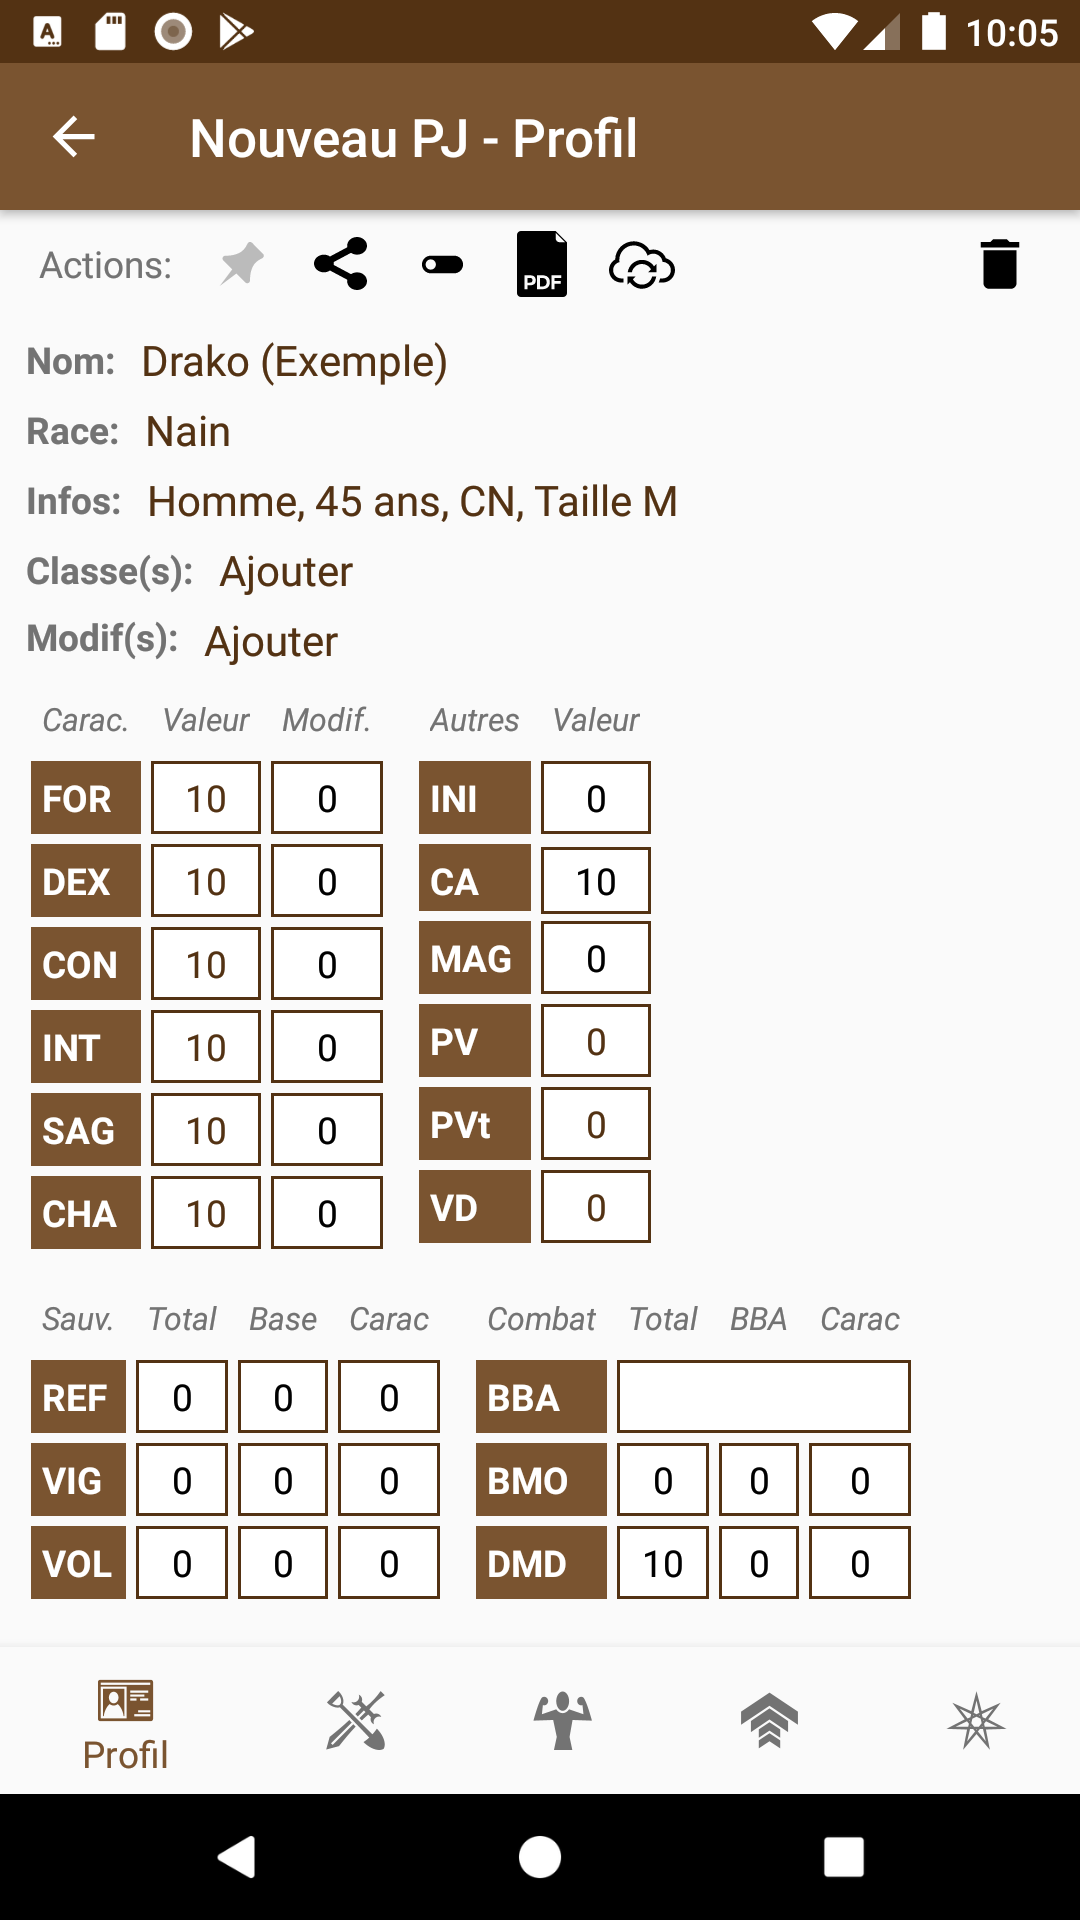 10:05
Nouveau PJ - Profil
Actions: PDF
Nom: Drako (Exemple)
Race: Nain
Infos: Homme, 45 ans, CN, Taille M
Classe(s): Ajouter
Modif(s): Ajouter
Carac. Valeur Modif. Autres Valeur
FOR 10 0 INI 0
DEX 10 0 CA 10
CON 10 0 MAG 0
INT 10 0 PV 0
SAG 10 0 PVt 0
CHA 10 0 VD 0
Sauv. Total Base Carac Combat Total BBA Carac
REF 0 0 0 BBA
VIG 0 0 0 BMO 0 0 0
VOL 0 0 0 DMD 10 0 0
Profil